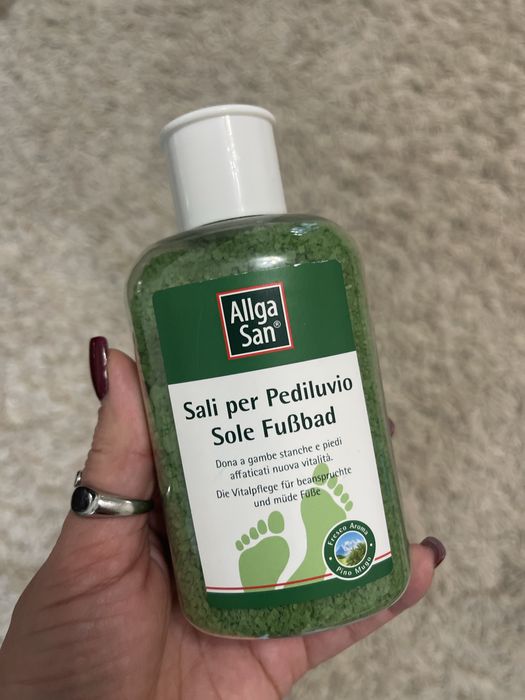 Allga
San®
Sali per Pediluvio
Sole Fußbad
Dona a gambe stanche e piedi
affaticati nuova vitalità.
Die Vitalpflege für beanspruchte
und müde Füße
Fresco Aroma
Pino Mugo